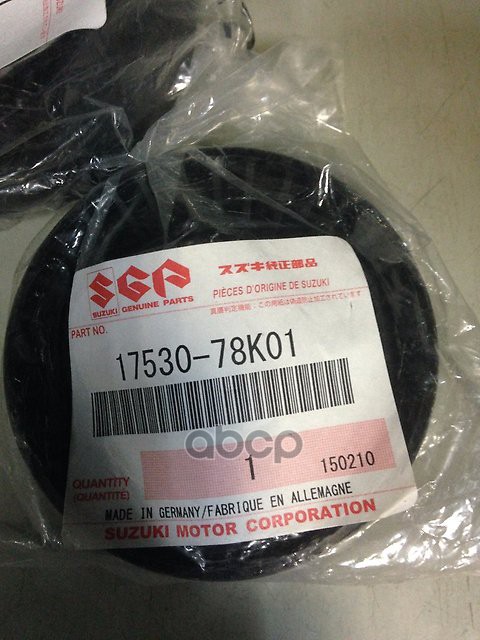 SGP
スズキ純正部品
SUZUKI GENUINE PARTS
PIÈCES D'ORIGINE DE SUZUKI
PART NO.
17530-78K01
abcp
QUANTITY
(QUANTITÉ)
1
150210
MADE IN GERMANY/FABRIQUE EN ALLEMAGNE
SUZUKI MOTOR CORPORATION